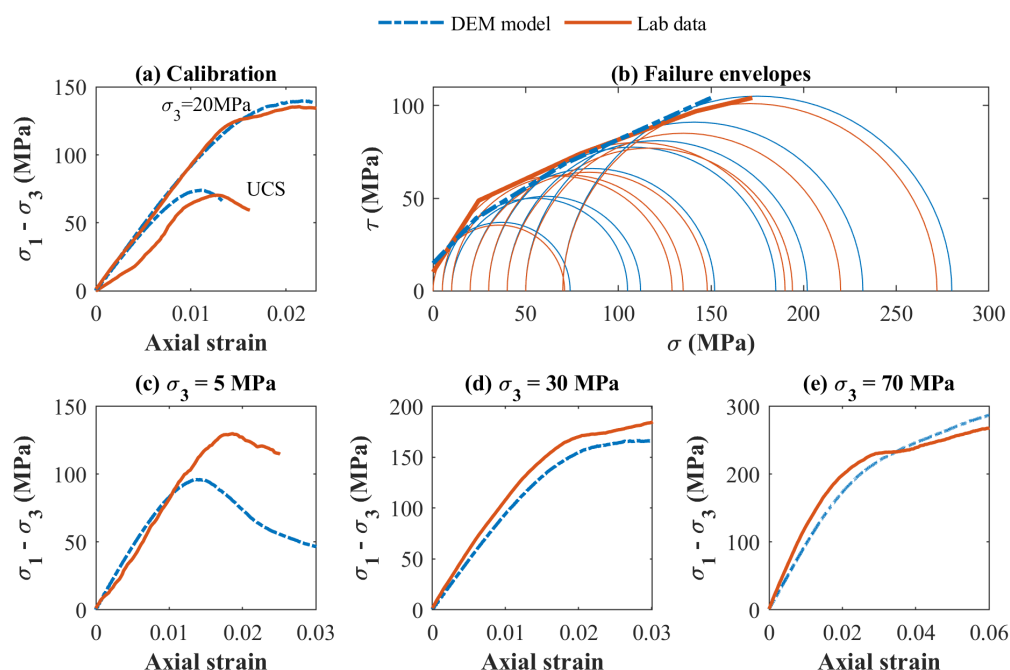 DEM model Lab data
(a) Calibration
σ1 - σ3 (MPa)
150
100
50
0
σ3=20MPa
UCS
0 0.01 0.02
Axial strain
(b) Failure envelopes
τ (MPa)
100
50
0
0 50 100 150 200 250 300
σ (MPa)
(c) σ3 = 5 MPa
σ1 - σ3 (MPa)
150
100
50
0
0 0.01 0.02 0.03
Axial strain
(d) σ3 = 30 MPa
σ1 - σ3 (MPa)
200
150
100
50
0
0 0.01 0.02 0.03
Axial strain
(e) σ3 = 70 MPa
σ1 - σ3 (MPa)
300
200
100
0
0 0.02 0.04 0.06
Axial strain